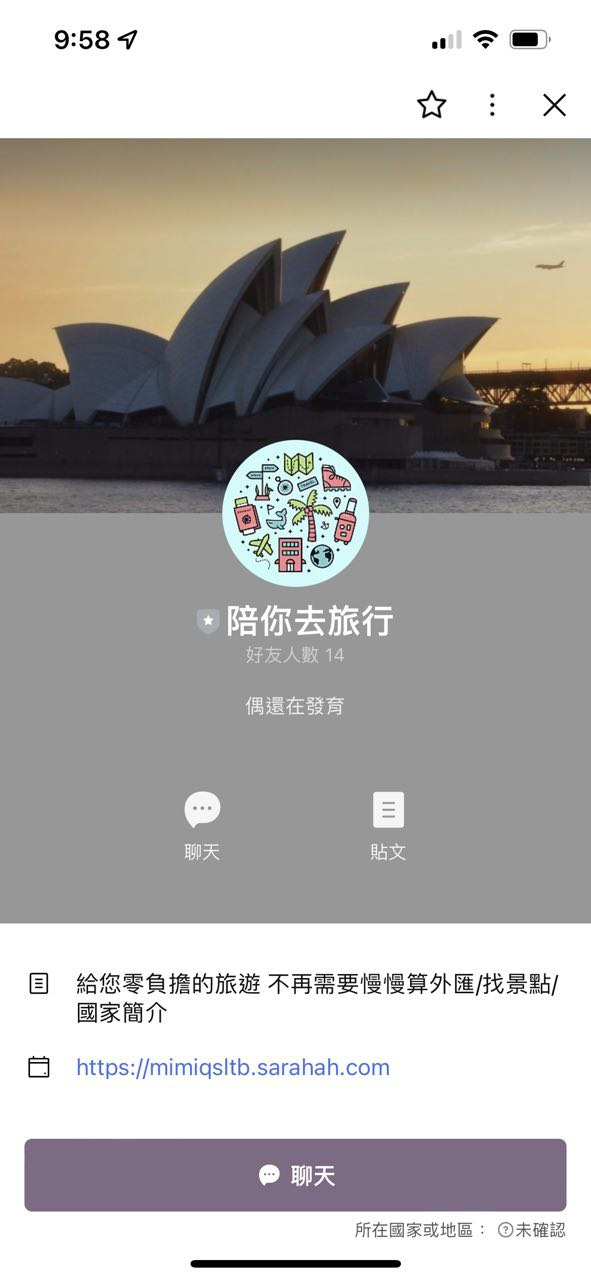 9:58
陪你去旅行
好友人數 14
偶還在發育
聊天
貼文
給您零負擔的旅遊 不再需要慢慢算外匯/找景點/
國家簡介
https://mimiqsltb.sarahah.com
聊天
所在國家或地區： ?未確認